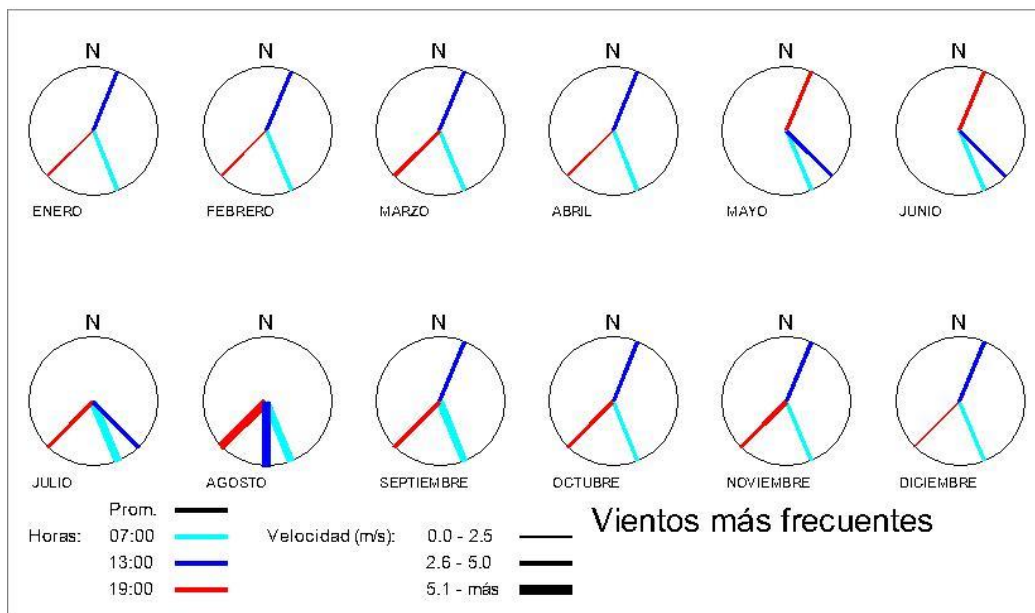 N N N N N N
ENERO FEBRERO MARZO ABRIL MAYO JUNIO
N N N N N N
JULIO AGOSTO SEPTIEMBRE OCTUBRE NOVIEMBRE DICIEMBRE
Prom. Vientos más frecuentes
Horas: 07:00 Velocidad (m/s): 0.0 - 2.5
13:00 2.6 - 5.0
19:00 5.1 - más